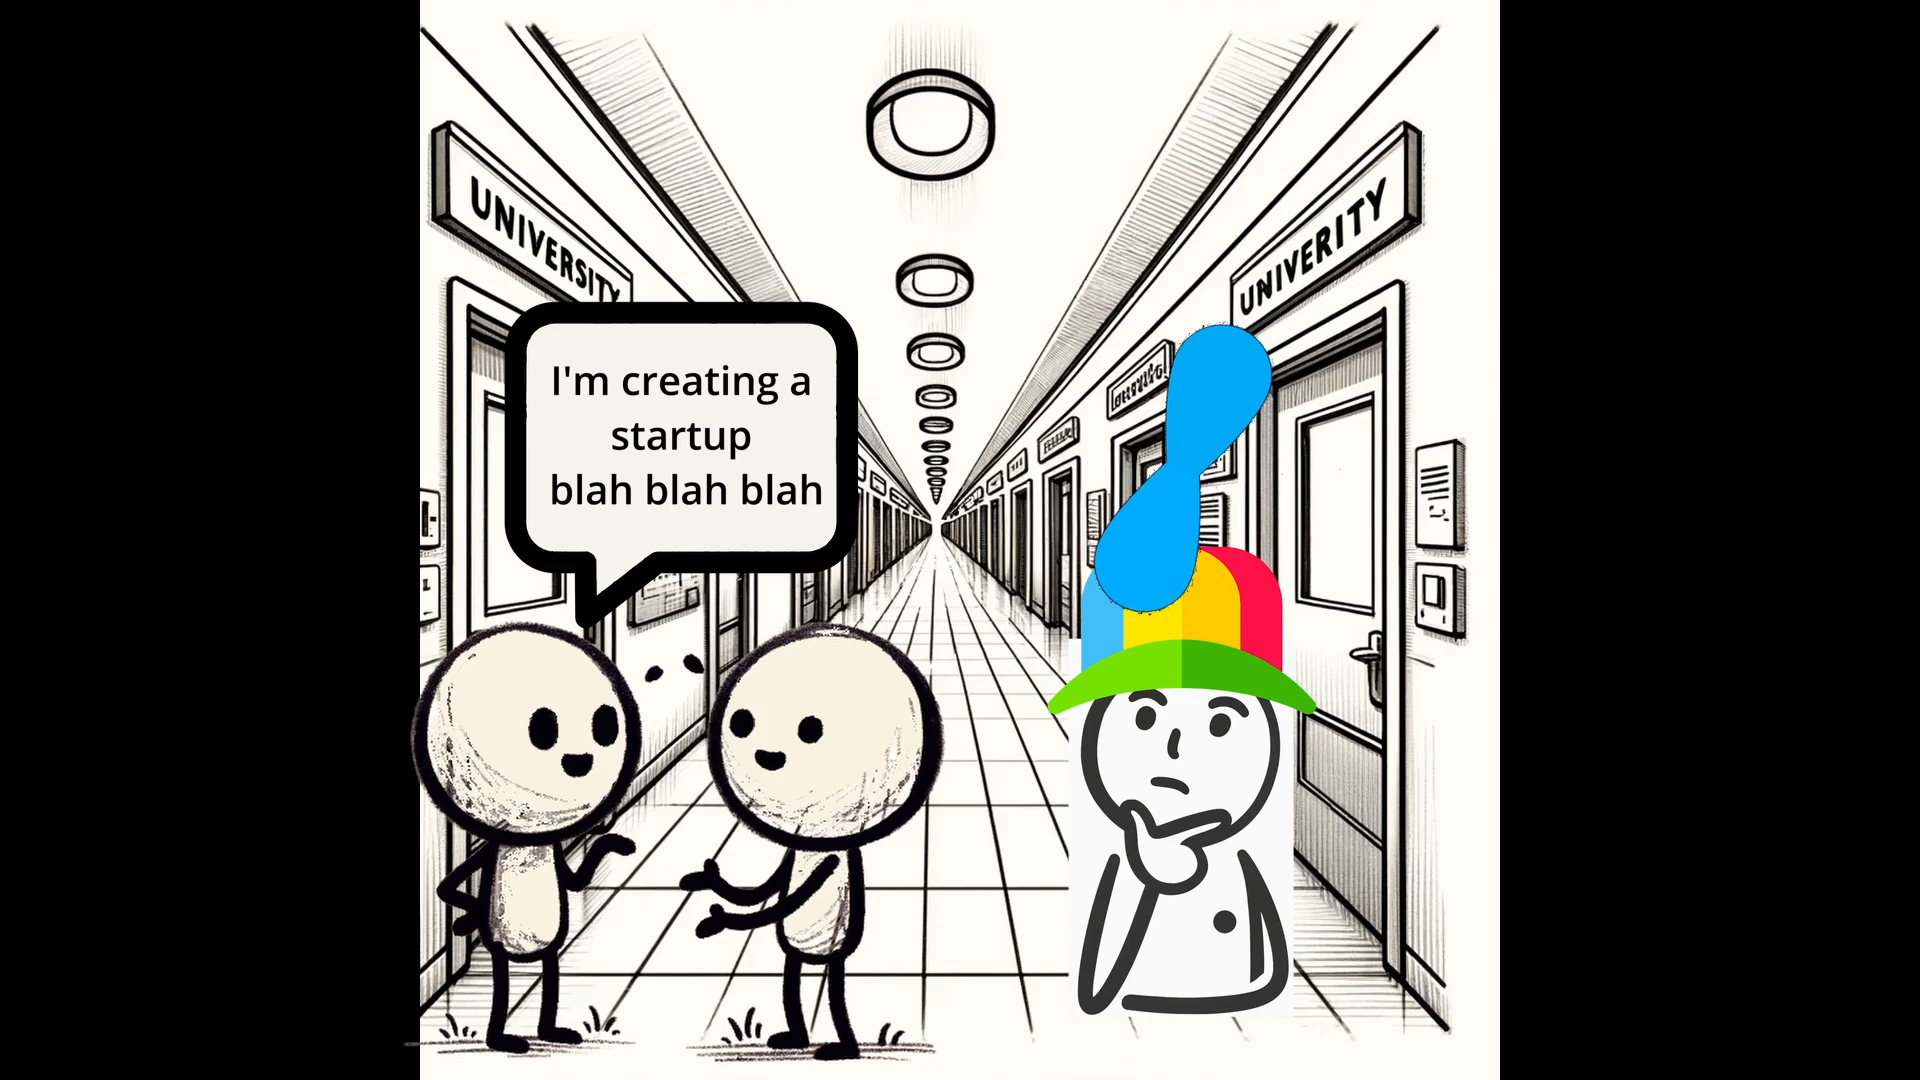 UNIVERSITY
UNIVERITY
I'm creating a
startup
blah blah blah